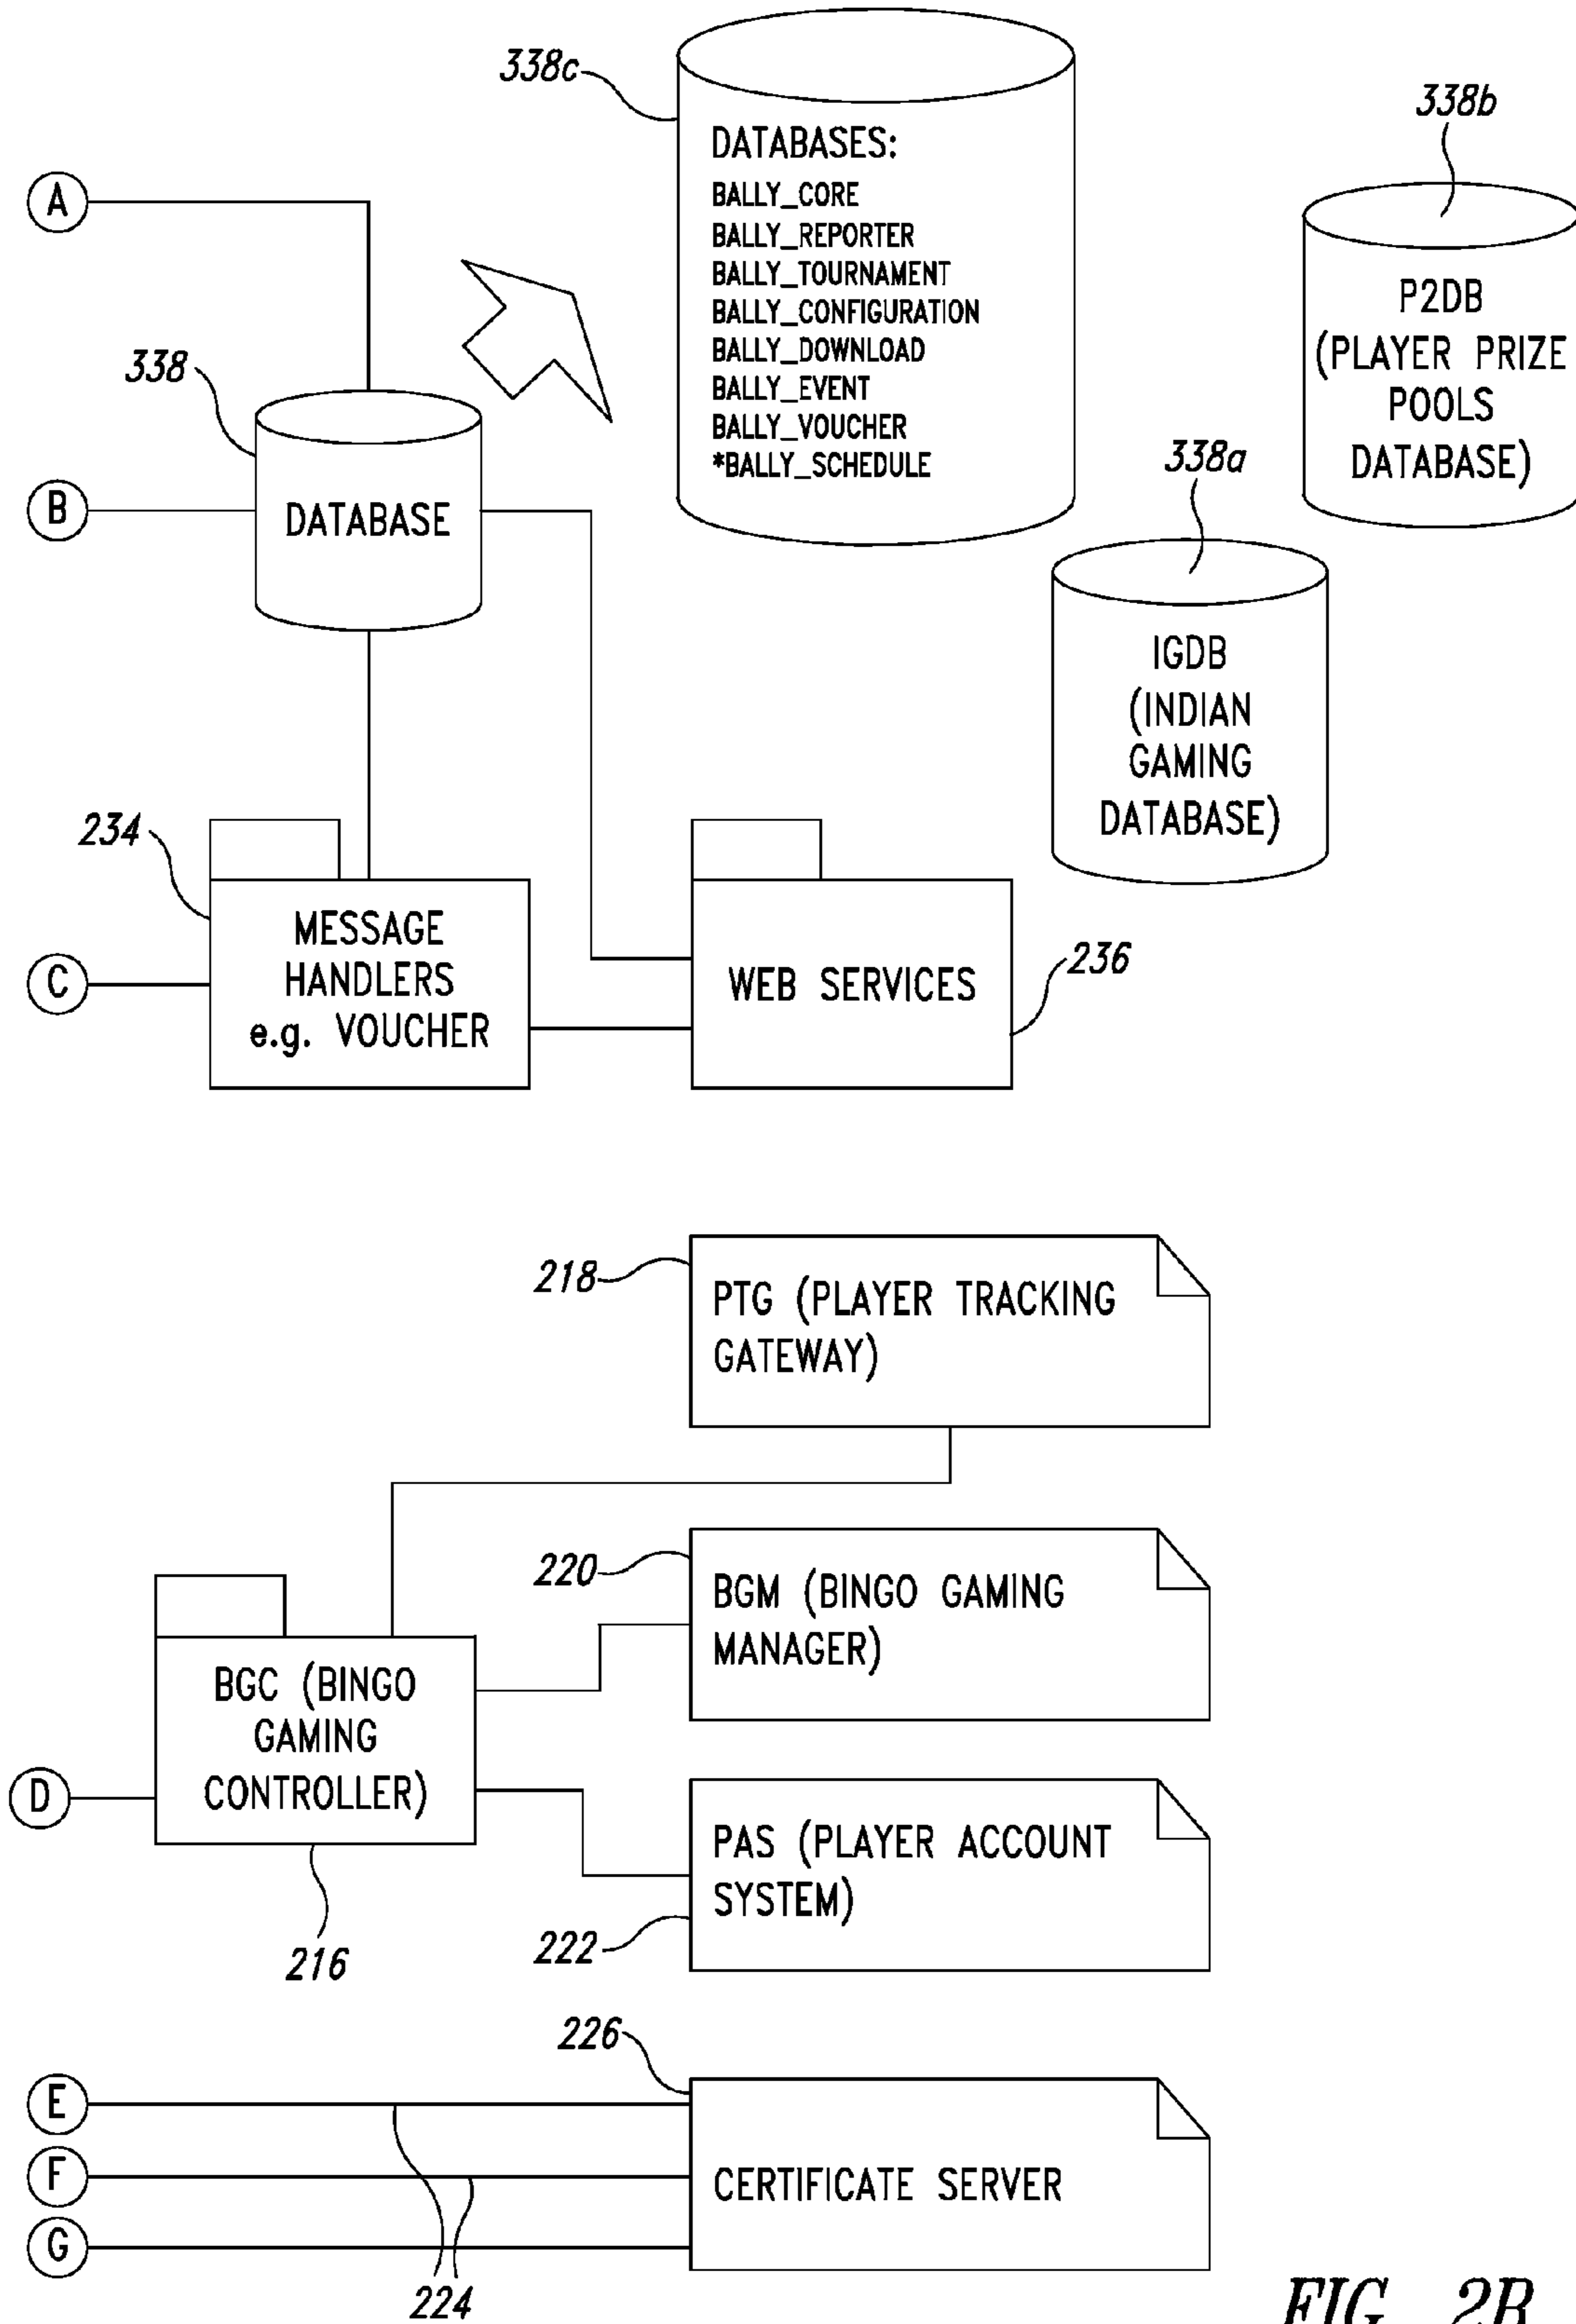 338c
DATABASES:
BALLY_CORE
BALLY_REPORTER
BALLY_TOURNAMENT
BALLY_CONFIGURATION
BALLY_DOWNLOAD
BALLY_EVENT
BALLY_VOUCHER
*BALLY_SCHEDULE
338b
P2DB
(PLAYER PRIZE
POOLS
DATABASE)
A
338
B
DATABASE
338a
IGDB
(INDIAN
GAMING
DATABASE)
234
C
MESSAGE
HANDLERS
e.g. VOUCHER
WEB SERVICES
236
218
PTG (PLAYER TRACKING
GATEWAY)
220
BGM (BINGO GAMING
MANAGER)
D
BGC (BINGO
GAMING
CONTROLLER)
216
PAS (PLAYER ACCOUNT
SYSTEM)
222
226
E
F
G
CERTIFICATE SERVER
224
FIG. 2B